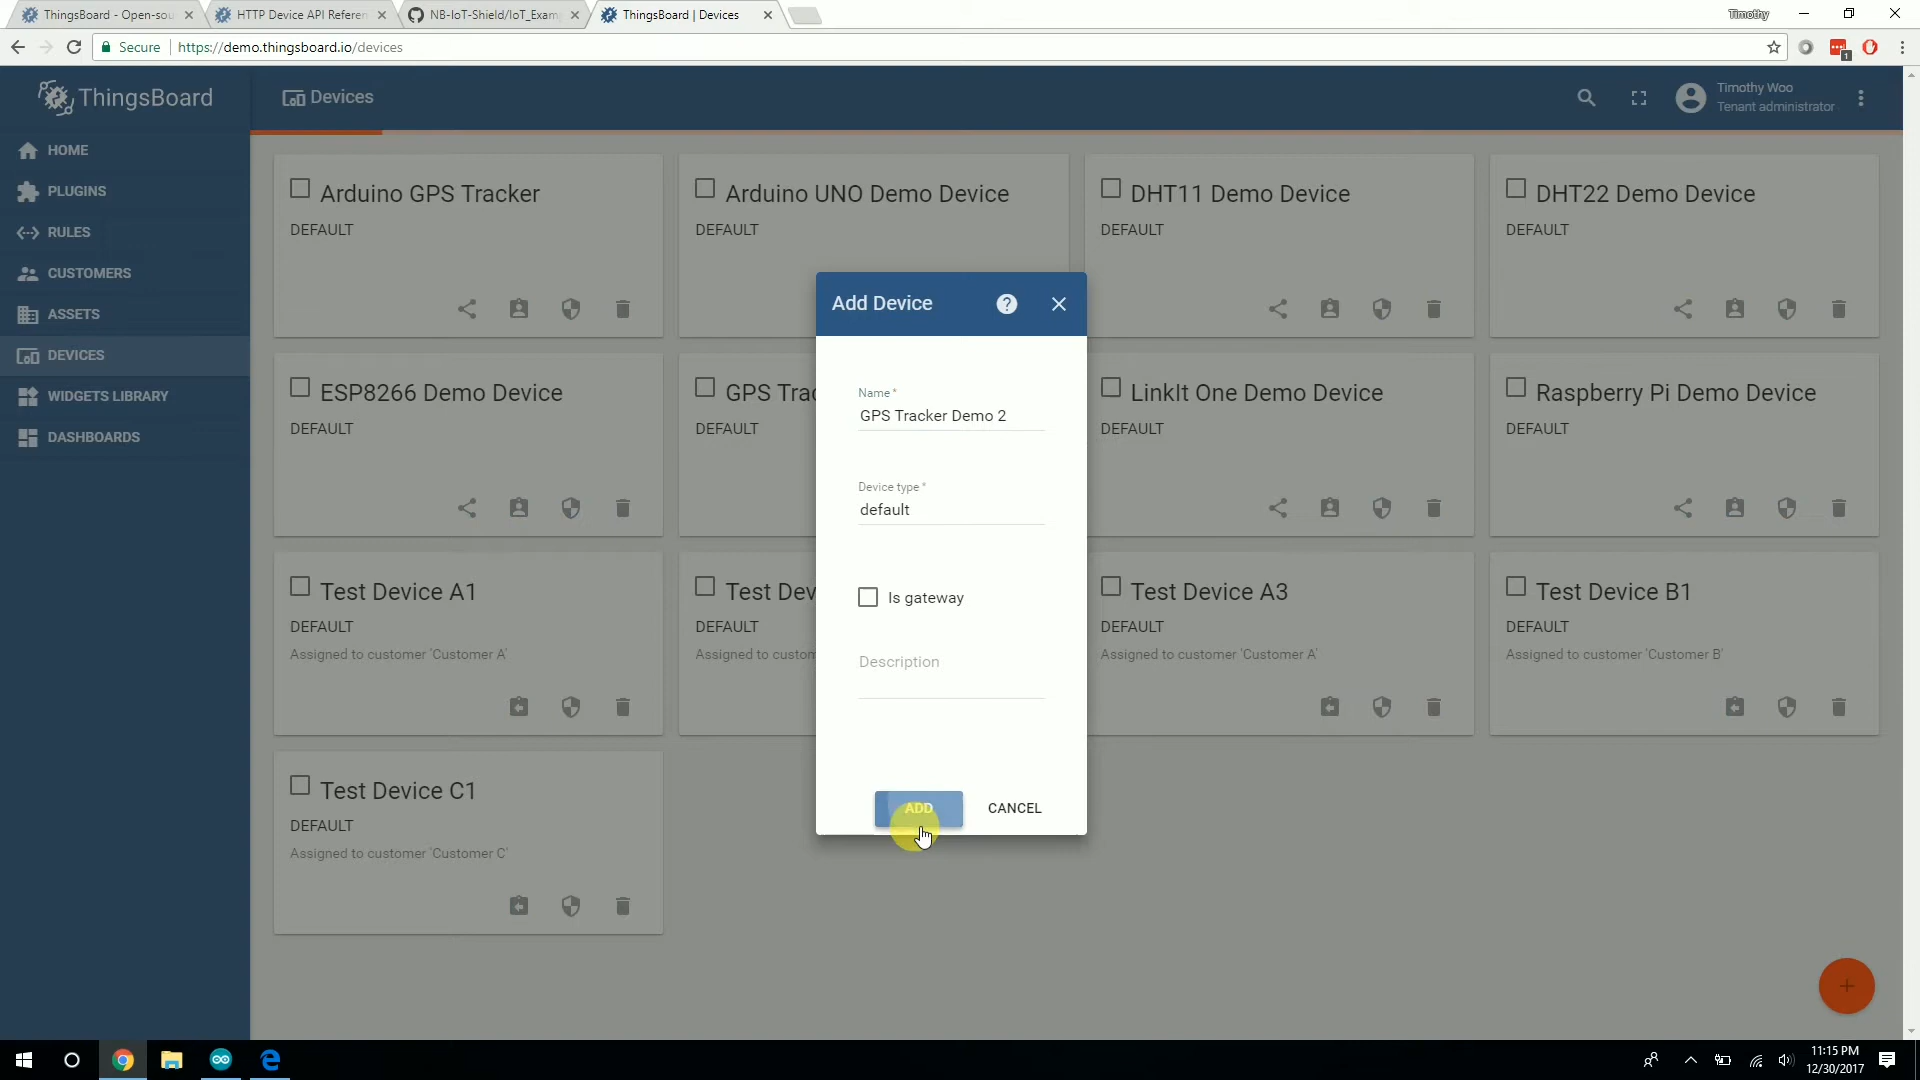 ThingsBoard - Open-sou
HTTP Device API Referen
NB-IoT-Shield/IoT_Exam
ThingsBoard | Devices
Timothy
Secure
https://demo.thingsboard.io/devices
1
ThingsBoard
Devices
Timothy Woo
Tenant administrator
HOME
PLUGINS
RULES
CUSTOMERS
ASSETS
DEVICES
WIDGETS LIBRARY
DASHBOARDS
Arduino GPS Tracker
DEFAULT
Arduino UNO Demo Device
DEFAULT
DHT11 Demo Device
DEFAULT
DHT22 Demo Device
DEFAULT
ESP8266 Demo Device
DEFAULT
GPS Trac
DEFAULT
LinkIt One Demo Device
DEFAULT
Raspberry Pi Demo Device
DEFAULT
Test Device A1
DEFAULT
Assigned to customer 'Customer A'
Test Dev
DEFAULT
Assigned to custom
Test Device A3
DEFAULT
Assigned to customer 'Customer A'
Test Device B1
DEFAULT
Assigned to customer 'Customer B'
Test Device C1
DEFAULT
Assigned to customer 'Customer C'
Add Device
Name *
GPS Tracker Demo 2
Device type *
default
Is gateway
Description
ADD
CANCEL
11:15 PM
12/30/2017